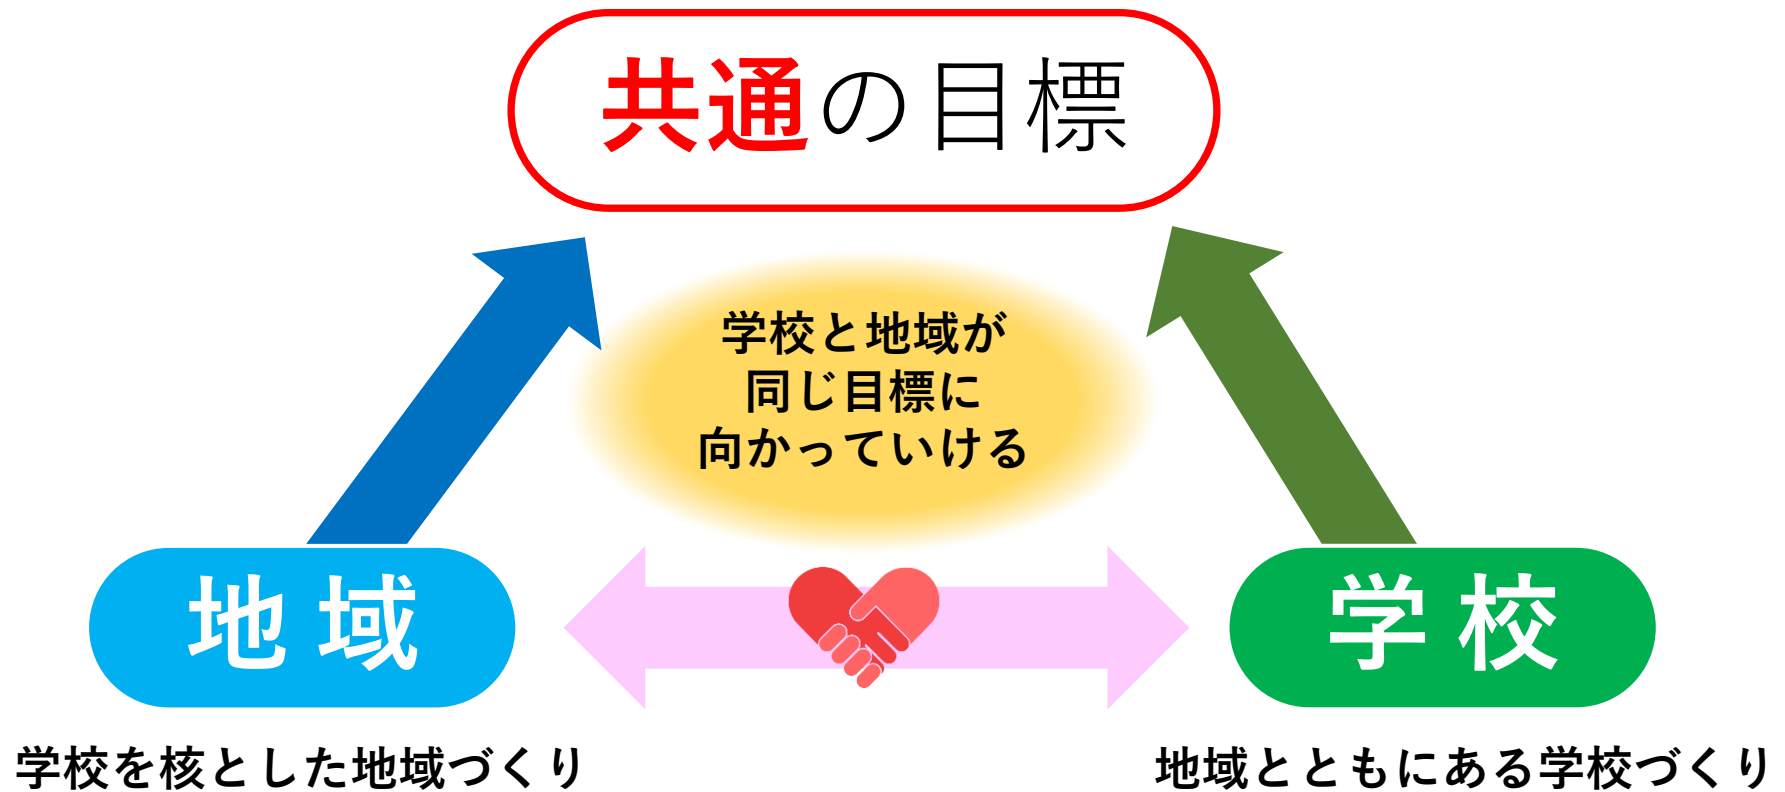 共通の目標
学校と地域が
同じ目標に
向かっていける
地域
学校
学校を核とした地域づくり
地域とともにある学校づくり